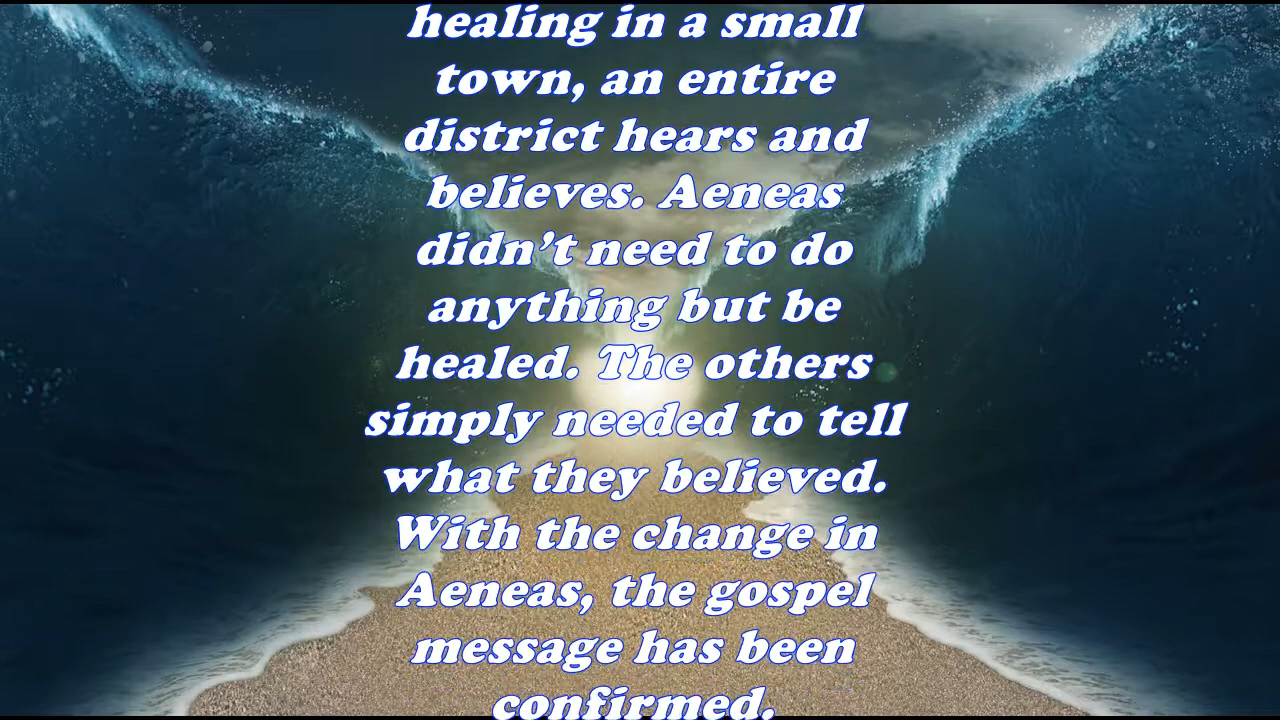 healing in a small
town, an entire
district hears and
believes. Aeneas
didn’t need to do
anything but be
healed. The others
simply needed to tell
what they believed.
With the change in
Aeneas, the gospel
message has been
confirmed.